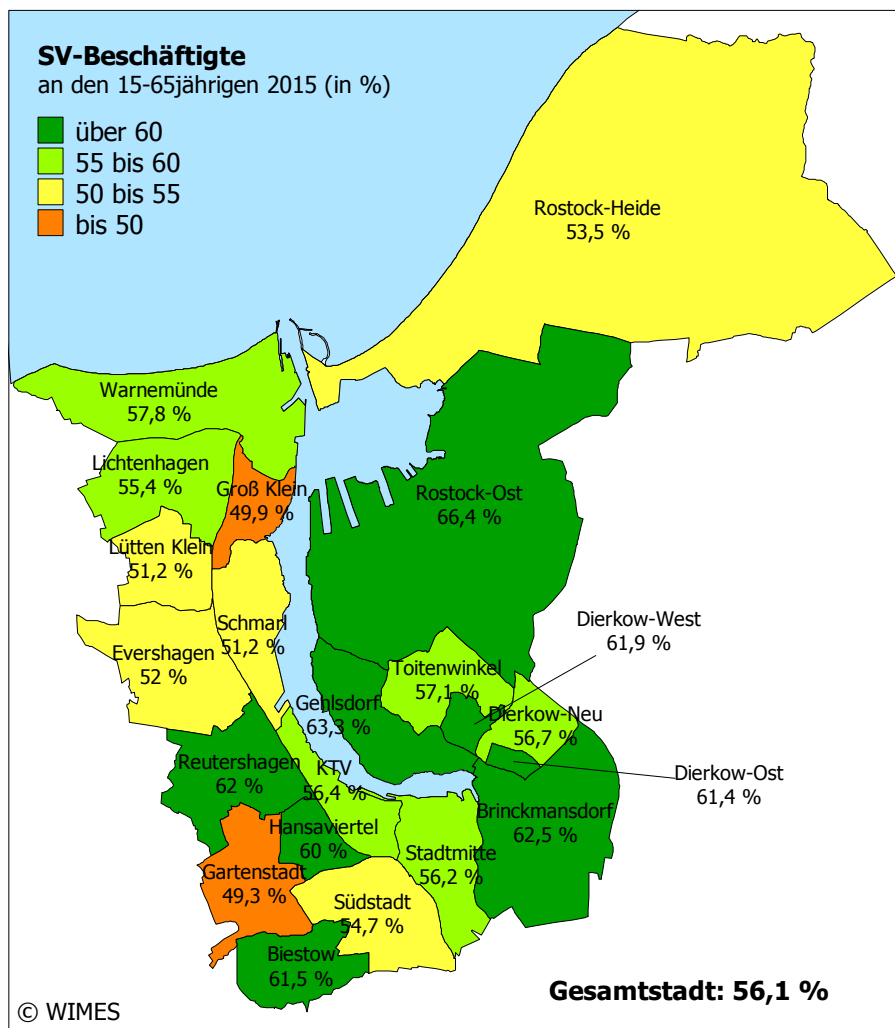 SV-Beschäftigte
an den 15-65jährigen 2015 (in %)
über 60
55 bis 60
50 bis 55
bis 50
Rostock-Heide
53,5 %
Warnemünde
57,8 %
Lichtenhagen
55,4 %
Groß Klein
49,9 %
Rostock-Ost
66,4 %
Lütten Klein
51,2 %
Schmarl
51,2 %
Evershagen
52 %
Dierkow-West
61,9 %
Toitenwinkel
57,1 %
Gehlsdorf
63,3 %
Dierkow-Neu
56,7 %
Reutershagen
62 %
KTV
56,4 %
Dierkow-Ost
61,4 %
Brinckmansdorf
62,5 %
Hansaviertel
60 %
Stadtmitte
56,2 %
Gartenstadt
49,3 %
Südstadt
54,7 %
Biestow
61,5 %
Gesamtstadt: 56,1 %
© WIMES